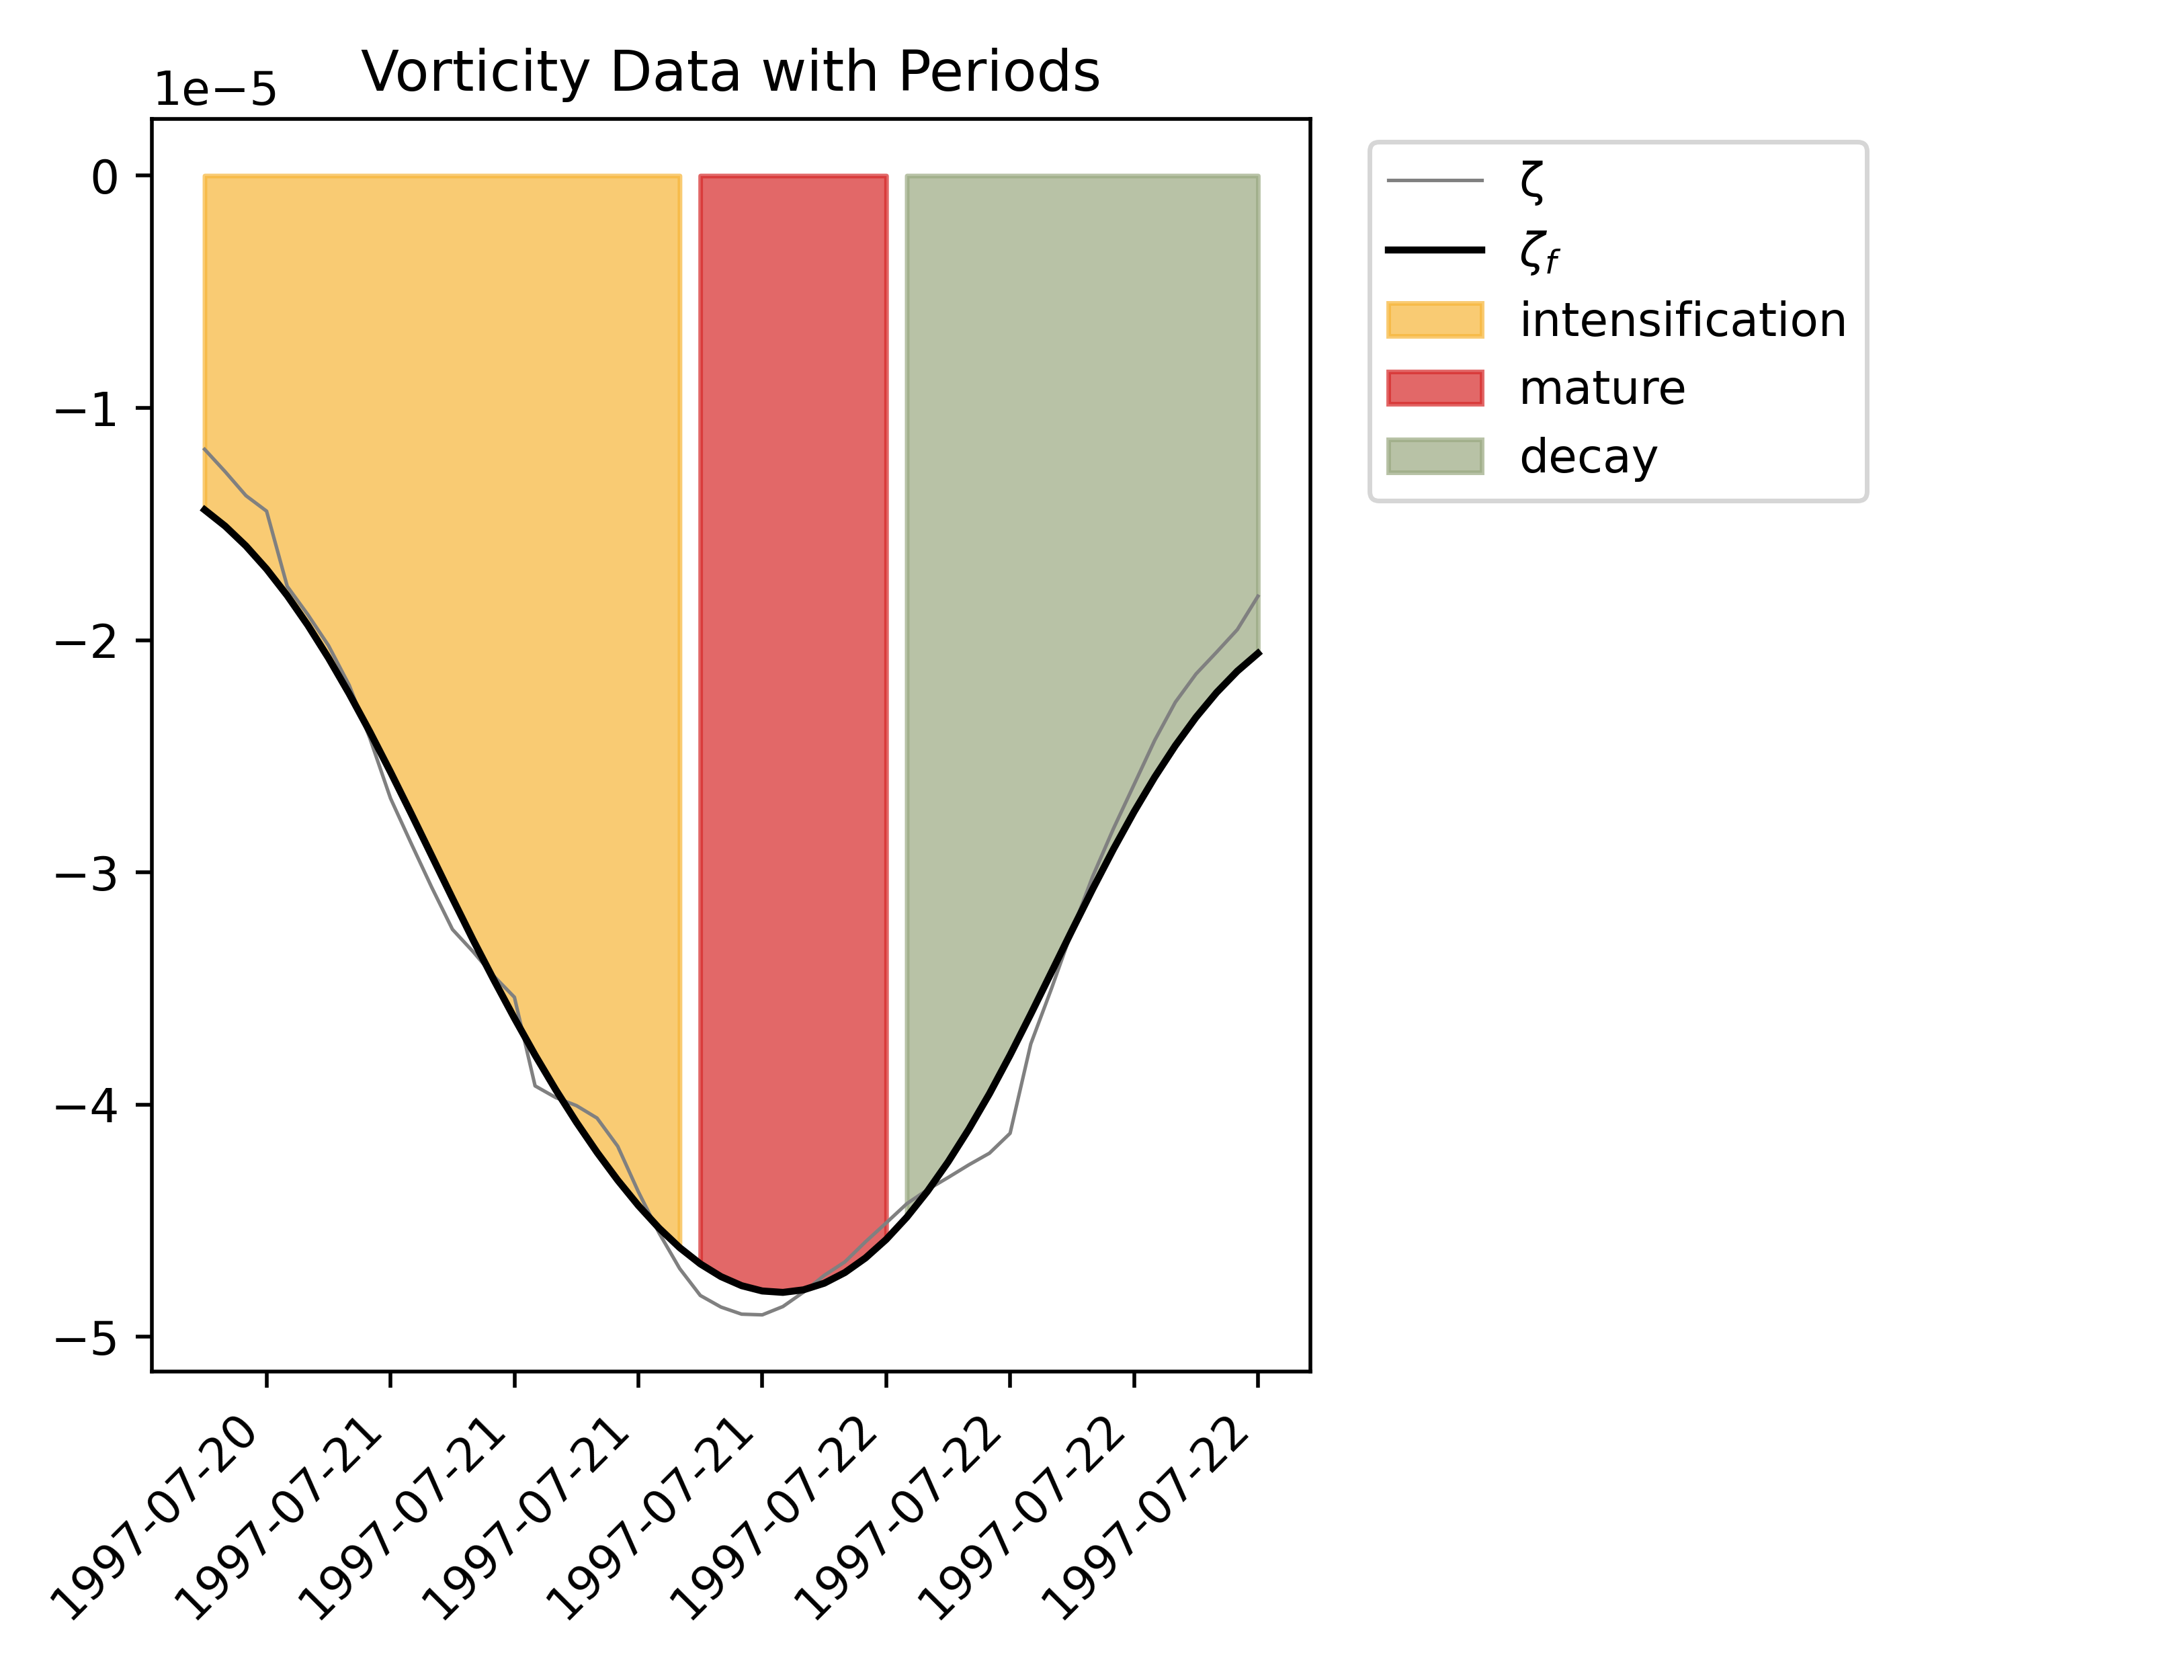 Vorticity Data with Periods
1e−5
0
−1
−2
−3
−4
−5
1997-07-20
1997-07-21
1997-07-21
1997-07-21
1997-07-21
1997-07-22
1997-07-22
1997-07-22
1997-07-22
ζ
ζf
intensification
mature
decay